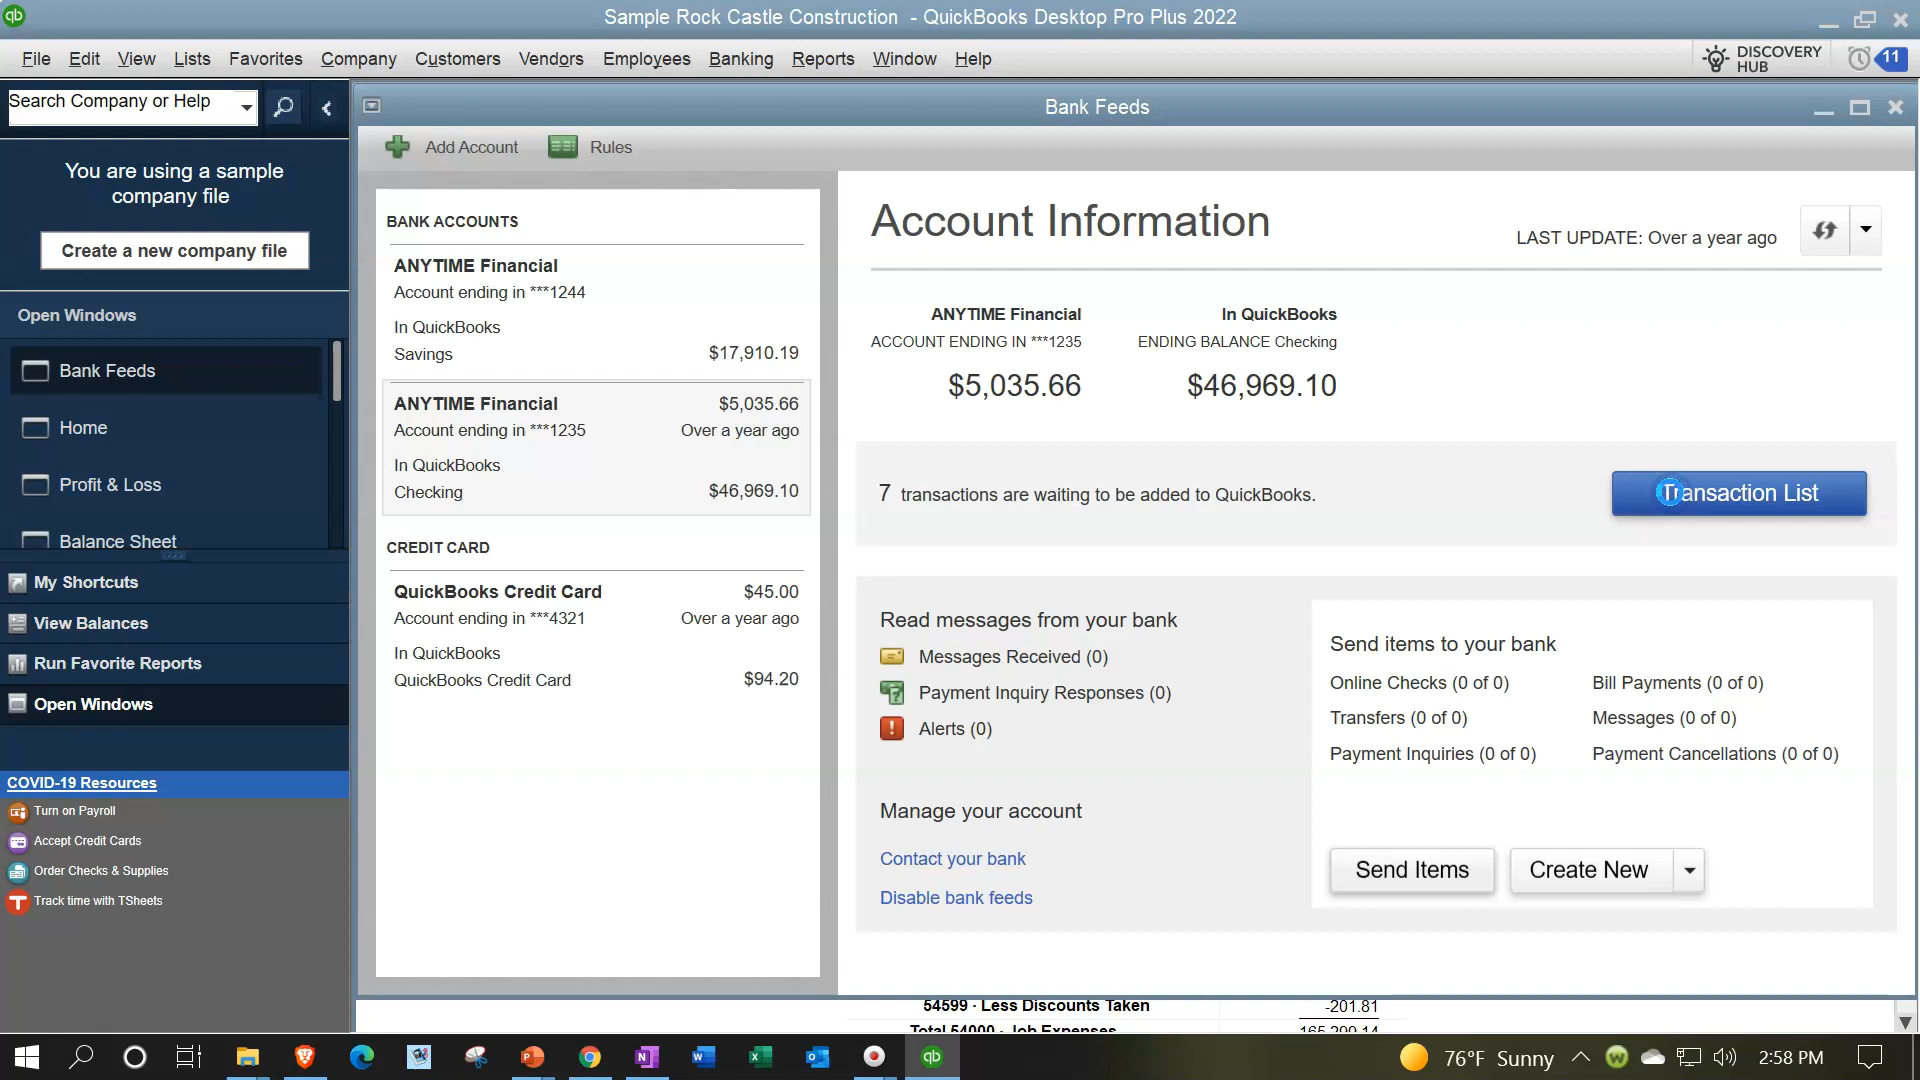 qb
Sample Rock Castle Construction - QuickBooks Desktop Pro Plus 2022
File Edit View Lists Favorites Company Customers Vendors Employees Banking Reports Window Help
DISCOVERY
HUB
11
Search Company or Help
Bank Feeds
Add Account
Rules
You are using a sample
company file
Create a new company file
Open Windows
Bank Feeds
Home
Profit & Loss
Balance Sheet
My Shortcuts
View Balances
Run Favorite Reports
Open Windows
COVID-19 Resources
Turn on Payroll
Accept Credit Cards
Order Checks & Supplies
Track time with TSheets
BANK ACCOUNTS
ANYTIME Financial
Account ending in ***1244
In QuickBooks
Savings $17,910.19
ANYTIME Financial $5,035.66
Account ending in ***1235 Over a year ago
In QuickBooks
Checking $46,969.10
CREDIT CARD
QuickBooks Credit Card $45.00
Account ending in ***4321 Over a year ago
In QuickBooks
QuickBooks Credit Card $94.20
Account Information
LAST UPDATE: Over a year ago
ANYTIME Financial In QuickBooks
ACCOUNT ENDING IN ***1235 ENDING BALANCE Checking
$5,035.66 $46,969.10
7 transactions are waiting to be added to QuickBooks.
Transaction List
Read messages from your bank
Messages Received (0)
Payment Inquiry Responses (0)
Alerts (0)
Manage your account
Contact your bank
Disable bank feeds
Send items to your bank
Online Checks (0 of 0) Bill Payments (0 of 0)
Transfers (0 of 0) Messages (0 of 0)
Payment Inquiries (0 of 0) Payment Cancellations (0 of 0)
Send Items
Create New
54599 · Less Discounts Taken -201.81
Total 54000 · Job Expenses 165,299.14
76°F Sunny
2:58 PM